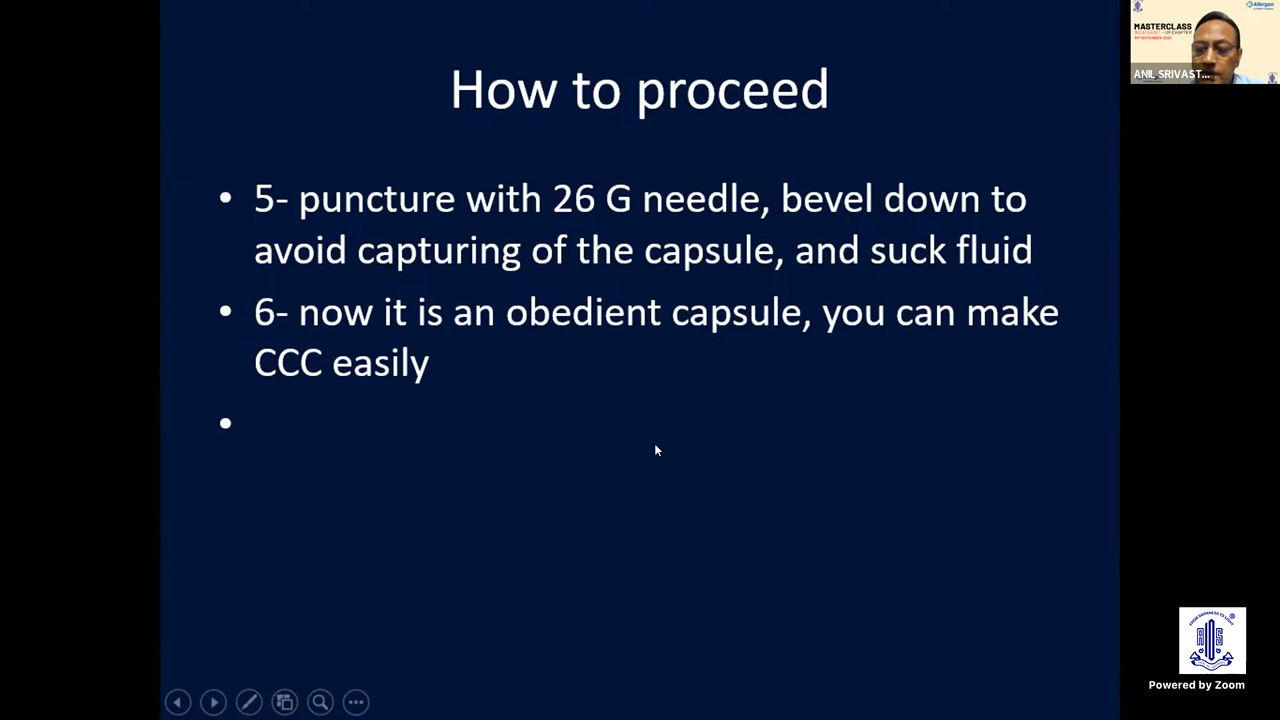 How to proceed
• 5- puncture with 26 G needle, bevel down to
avoid capturing of the capsule, and suck fluid
• 6- now it is an obedient capsule, you can make
CCC easily
•
Allergan
MASTERCLASS
ANIL SRIVAST...
Powered by Zoom